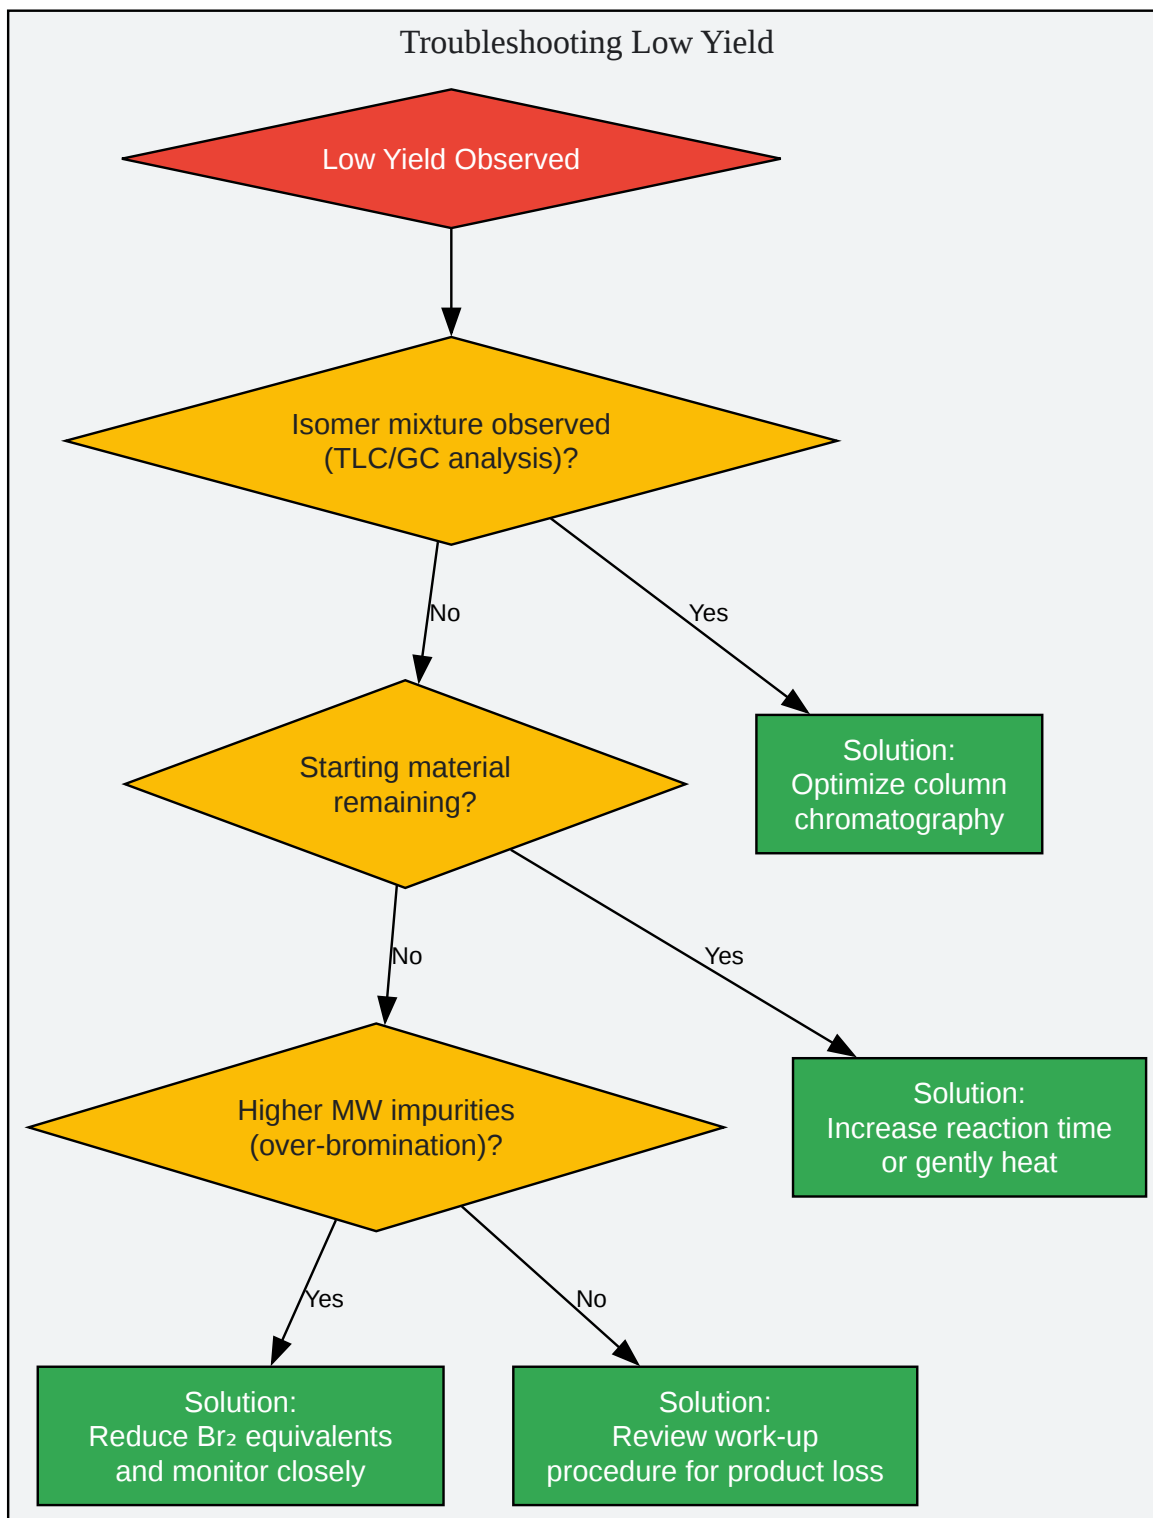 Troubleshooting Low Yield
Low Yield Observed
Isomer mixture observed
(TLC/GC analysis)?
No
Yes
Starting material
remaining?
Solution:
Optimize column
chromatography
No
Yes
Higher MW impurities
(over-bromination)?
Solution:
Increase reaction time
or gently heat
Yes
No
Solution:
Reduce Br₂ equivalents
and monitor closely
Solution:
Review work-up
procedure for product loss